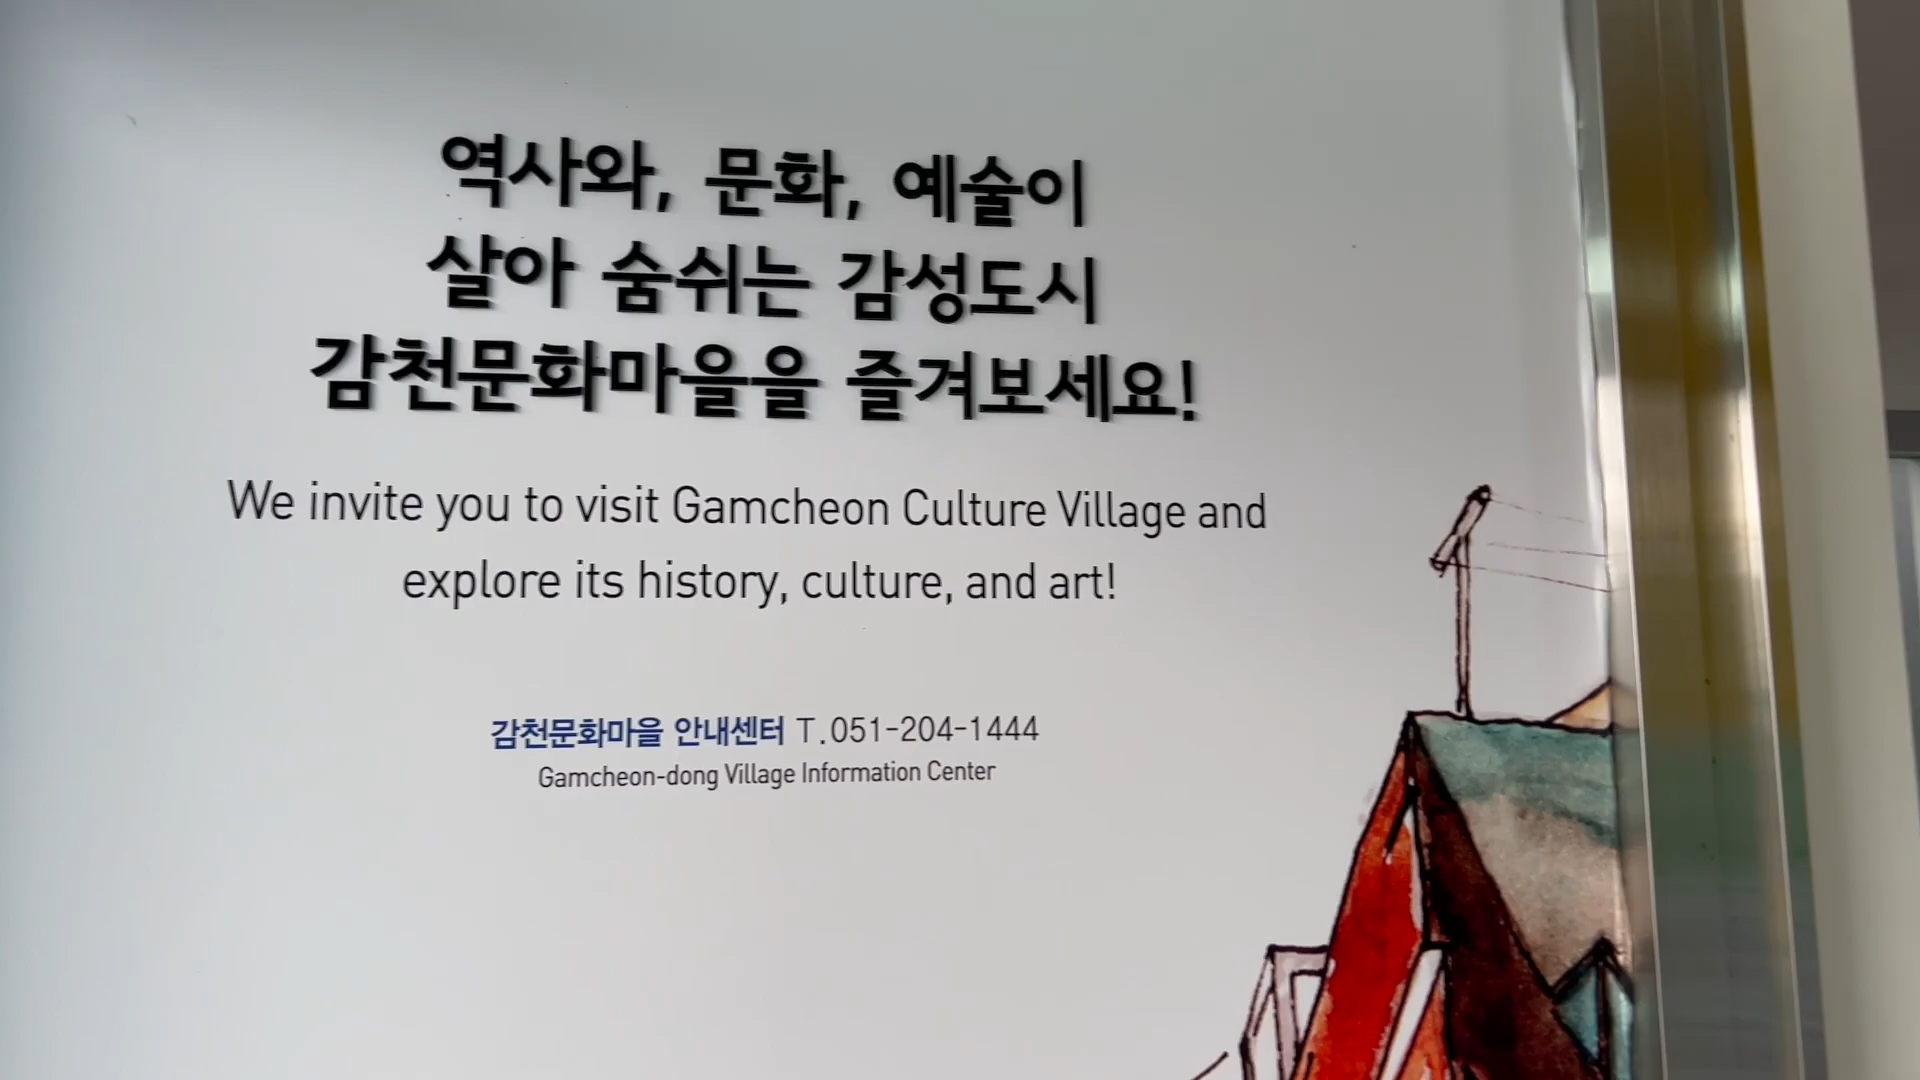 역사와, 문화, 예술이
살아 숨쉬는 감성도시
감천문화마을을 즐겨보세요!
We invite you to visit Gamcheon Culture Village and
explore its history, culture, and art!
감천문화마을 안내센터 T.051-204-1444
Gamcheon-dong Village Information Center